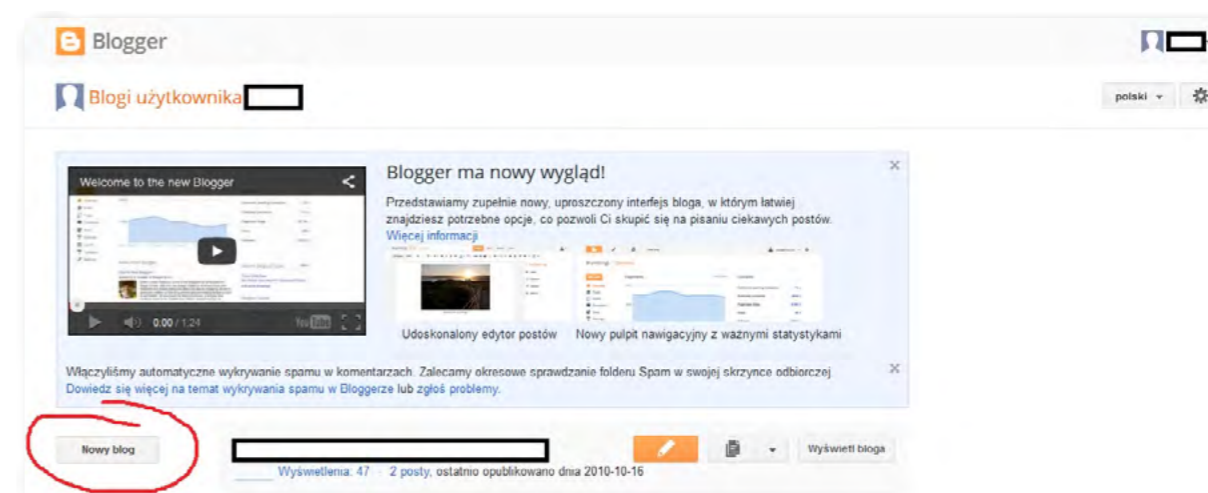 Blogger
Blogi użytkownika
polski
Welcome to the new Blogger
0:00 / 1:24
YouTube
Blogger ma nowy wygląd!
Przedstawiamy zupełnie nowy, uproszczony interfejs bloga, w którym łatwiej
znajdziesz potrzebne opcje, co pozwoli Ci skupić się na pisaniu ciekawych postów.
Więcej informacji
Udoskonalony edytor postów
Nowy pulpit nawigacyjny z ważnymi statystykami
Włączyliśmy automatyczne wykrywanie spamu w komentarzach. Zalecamy okresowe sprawdzanie folderu Spam w swojej skrzynce odbiorczej.
Dowiedz się więcej na temat wykrywania spamu w Bloggerze lub zgłoś problemy.
Nowy blog
Wyświetl bloga
Wyświetlenia: 47 - 2 posty, ostatnio opublikowano dnia 2010-10-16